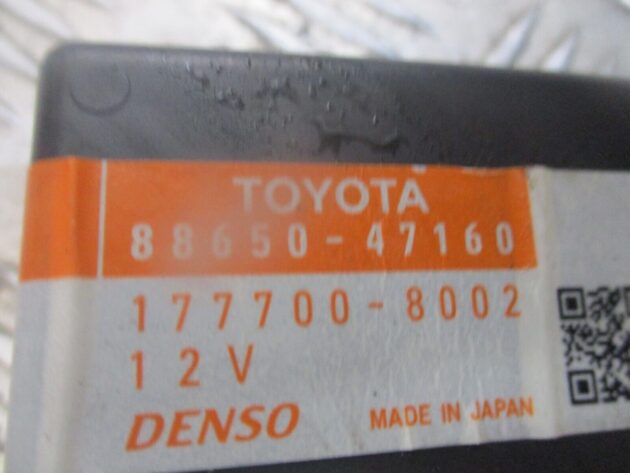 TOYOTA
88650-47160
177700-8002
12V
DENSO MADE IN JAPAN